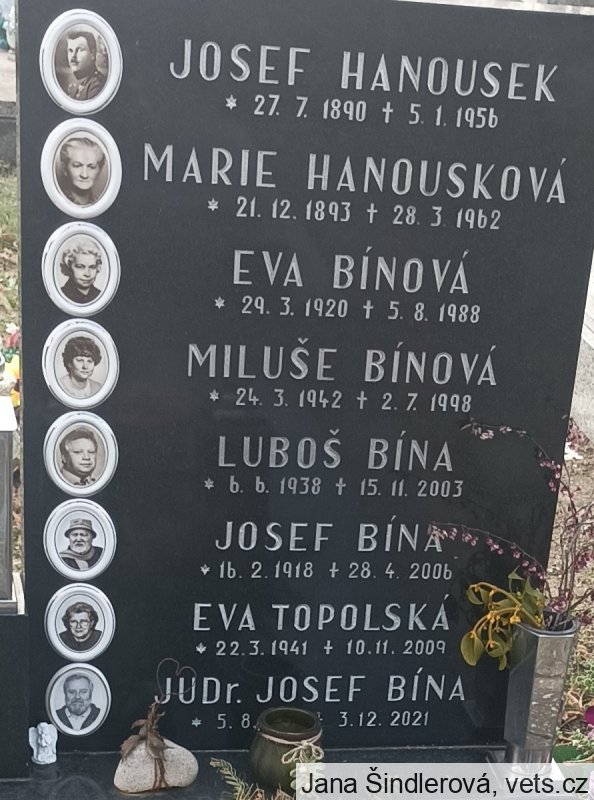 JOSEF HANOUSEK
* 27. 7. 1890 † 5. 1. 1956
MARIE HANOUSKOVÁ
* 21. 12. 1893 † 28. 3. 1962
EVA BÍNOVÁ
* 29. 3. 1920 † 5. 8. 1988
MILUŠE BÍNOVÁ
* 24. 3. 1942 † 2. 7. 1998
LUBOŠ BÍNA
* 6. 6. 1938 † 15. 11. 2003
JOSEF BÍNA
* 16. 2. 1918 † 28. 4. 2006
EVA TOPOLSKÁ
* 22. 3. 1941 † 10. 11. 2009
JUDr. JOSEF BÍNA
* 5. 8. † 3. 12. 2021
Jana Šindlerová, vets.cz